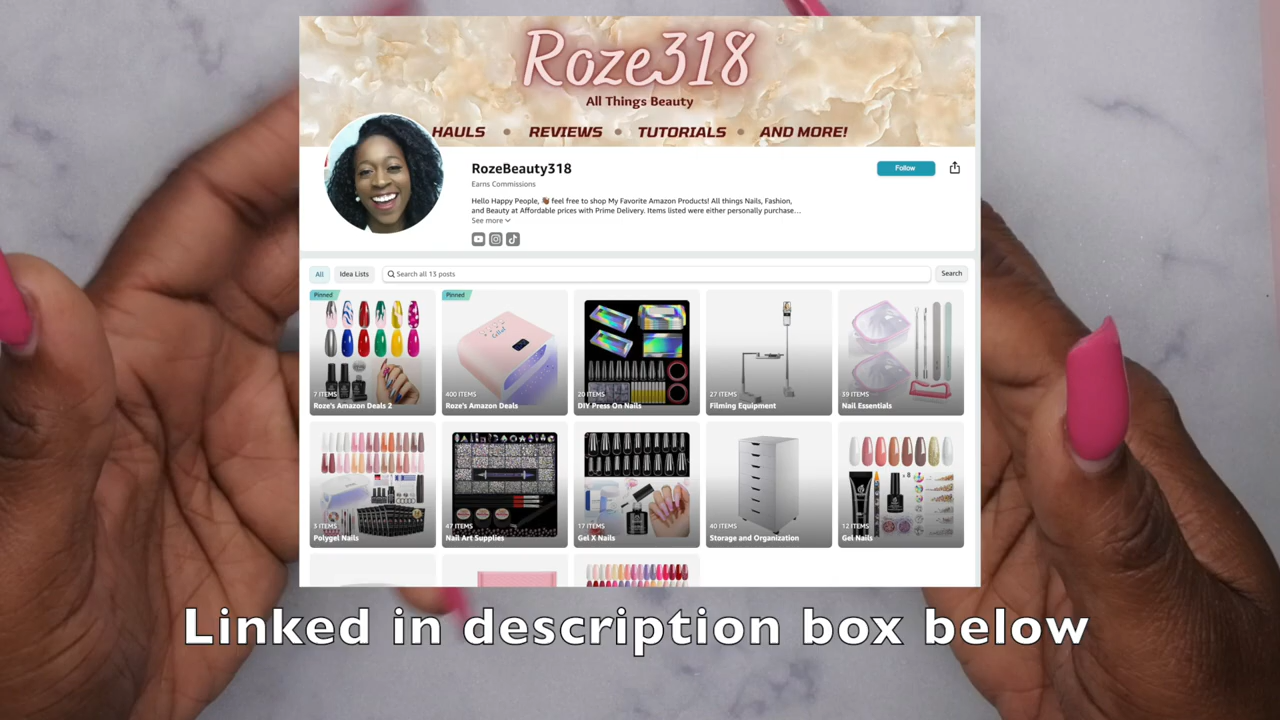 Roze318
All Things Beauty
HAULS • REVIEWS • TUTORIALS • AND MORE!
RozeBeauty318
Follow
Earns Commissions
Hello Happy People, 👋🏾 feel free to shop My Favorite Amazon Products! All things Nails, Fashion,
and Beauty at Affordable prices with Prime Delivery. Items listed were either personally purchase...
See more
All
Idea Lists
Search all 13 posts
Search
Pinned
7 ITEMS
Roze's Amazon Deals 2
Pinned
400 ITEMS
Roze's Amazon Deals
20 ITEMS
DIY Press On Nails
27 ITEMS
Filming Equipment
39 ITEMS
Nail Essentials
3 ITEMS
Polygel Nails
47 ITEMS
Nail Art Supplies
17 ITEMS
Gel X Nails
40 ITEMS
Storage and Organization
12 ITEMS
Gel Nails
Linked in description box below